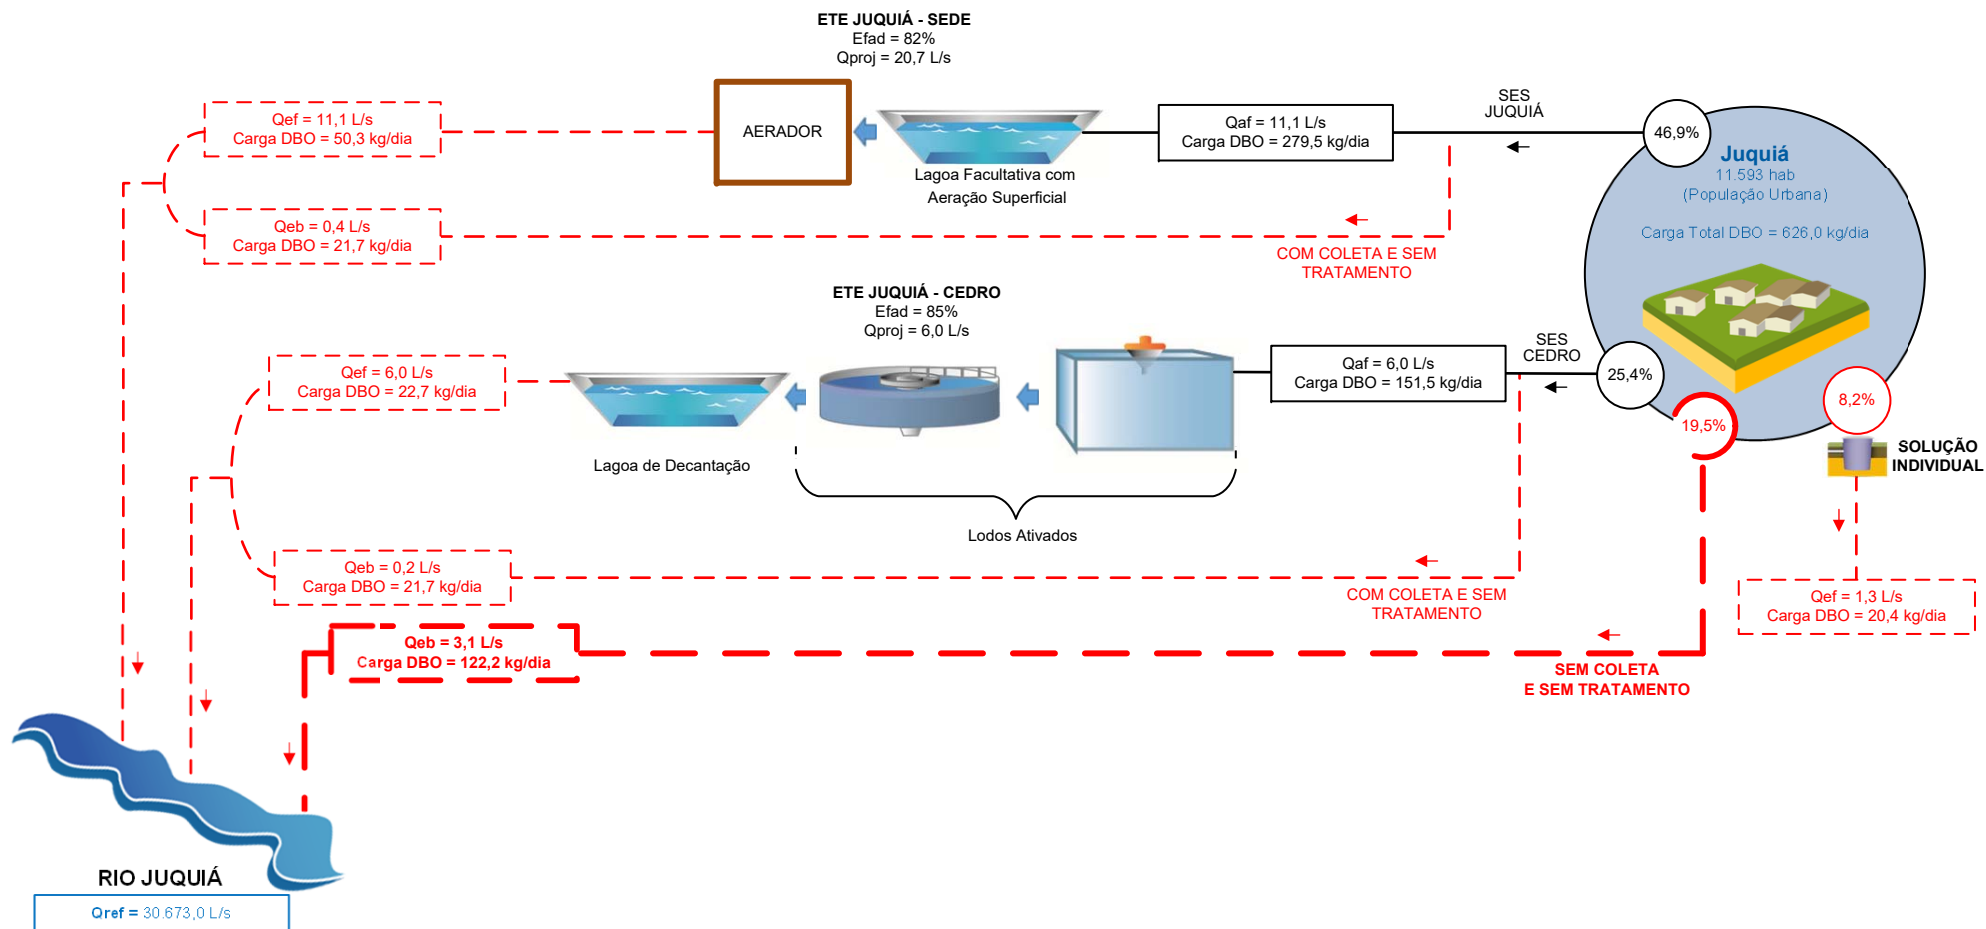 ETE JUQUIÁ - SEDE
Efad = 82%
Qproj = 20,7 L/s
Qef = 11,1 L/s
Carga DBO = 50,3 kg/dia
AERADOR
Lagoa Facultativa com
Aeração Superficial
Qaf = 11,1 L/s
Carga DBO = 279,5 kg/dia
SES
JUQUIÁ
46,9%
Juquiá
11.593 hab
(População Urbana)
Carga Total DBO = 626,0 kg/dia
Qeb = 0,4 L/s
Carga DBO = 21,7 kg/dia
COM COLETA E SEM
TRATAMENTO
ETE JUQUIÁ - CEDRO
Efad = 85%
Qproj = 6,0 L/s
Qef = 6,0 L/s
Carga DBO = 22,7 kg/dia
Lagoa de Decantação
Lodos Ativados
Qaf = 6,0 L/s
Carga DBO = 151,5 kg/dia
SES
CEDRO
25,4%
19,5%
8,2%
SOLUÇÃO
INDIVIDUAL
Qeb = 0,2 L/s
Carga DBO = 21,7 kg/dia
COM COLETA E SEM
TRATAMENTO
Qef = 1,3 L/s
Carga DBO = 20,4 kg/dia
Qeb = 3,1 L/s
Carga DBO = 122,2 kg/dia
SEM COLETA
E SEM TRATAMENTO
RIO JUQUIÁ
Qref = 30.673,0 L/s